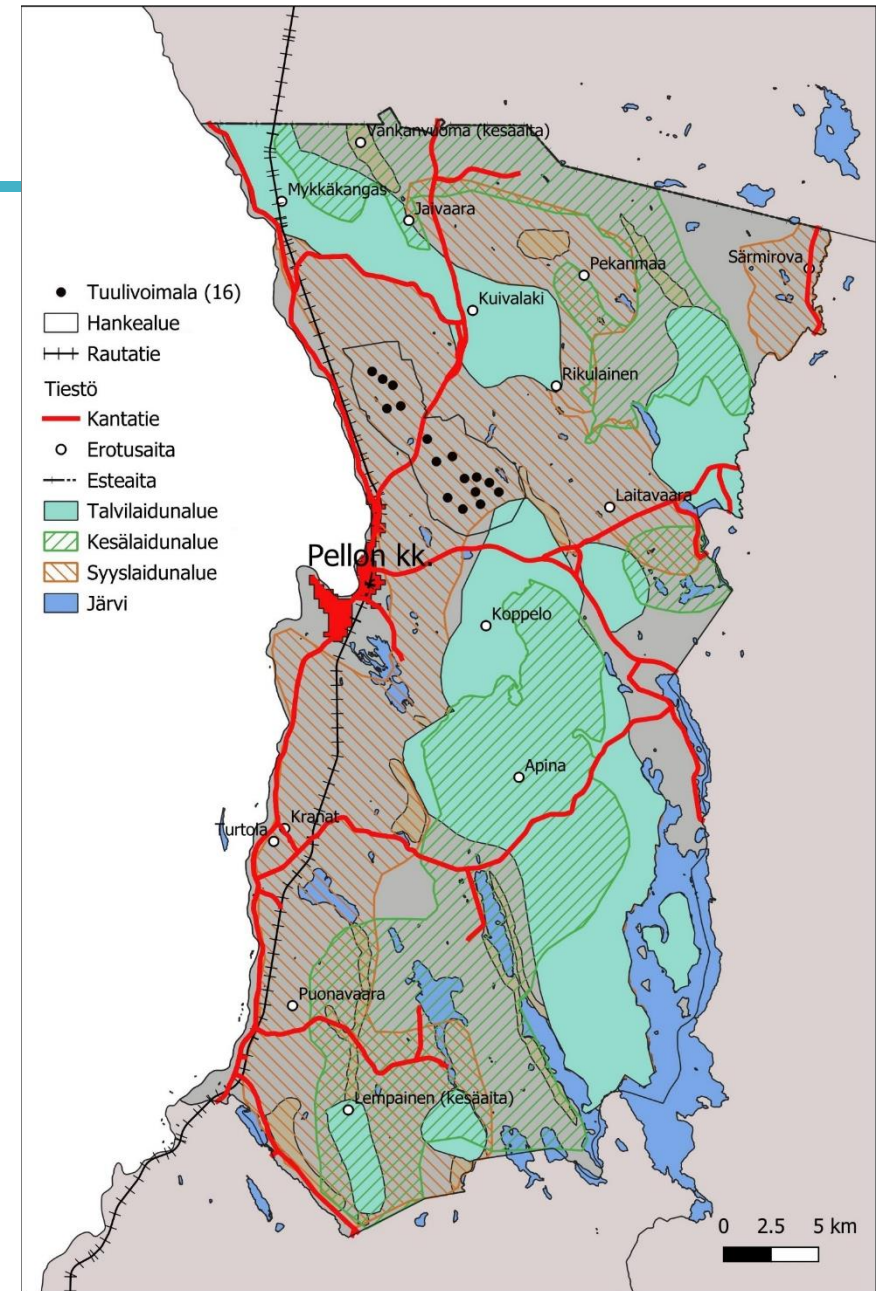 Vankanvuoma (kesäaita)
Mykkäkangas
Jaivaara
Särmirova
Pekanmaa
Kuivalaki
Rikulainen
Laitavaara
Tuulivoimala (16)
Hankealue
Rautatie
Tiestö
Kantatie
Erotusaita
Esteaita
Talvilaidunalue
Kesälaidunalue
Syyslaidunalue
Järvi
Pellon kk.
Koppelo
Apina
Kranat
Turtola
Puonavaara
Lempainen (kesäaita)
0 2.5 5 km